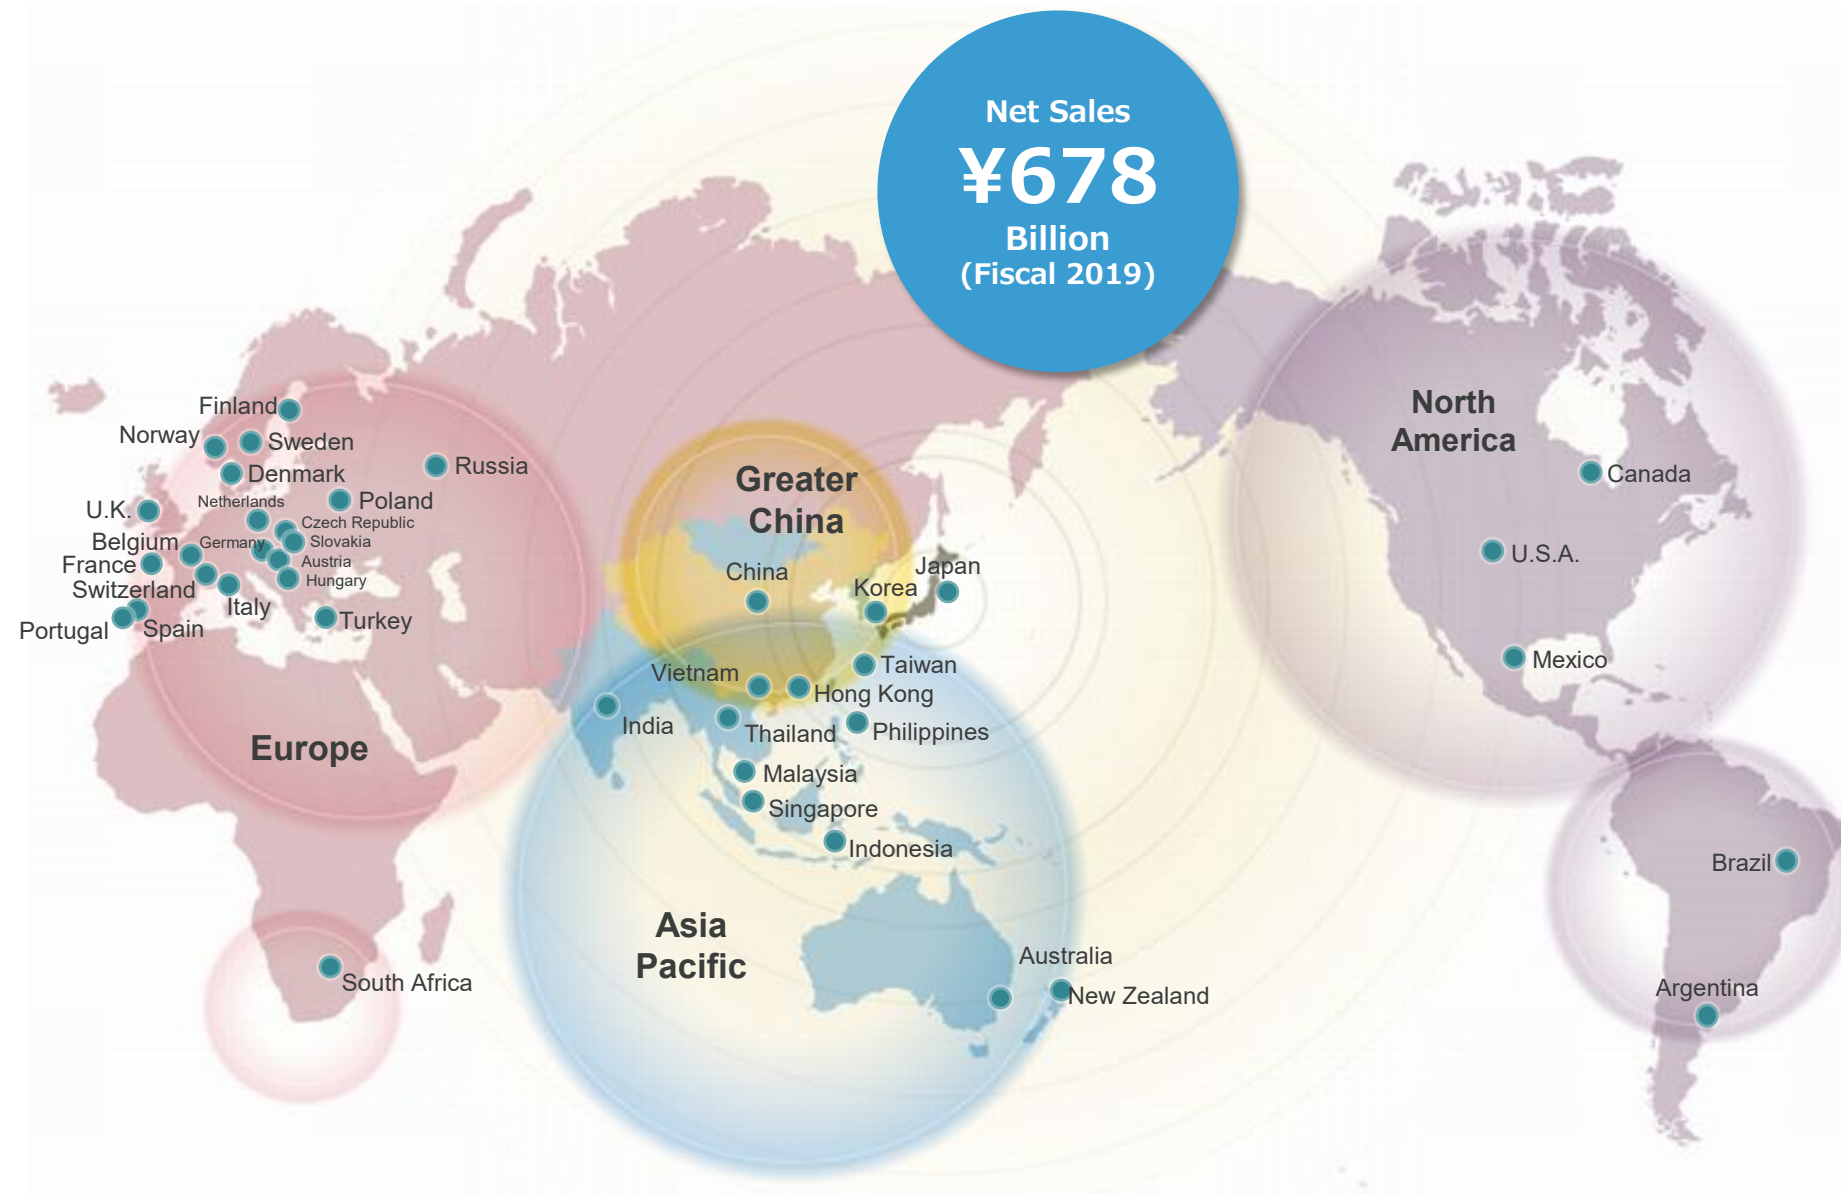 Net Sales
¥678
Billion
(Fiscal 2019)
North
America
Canada
U.S.A.
Mexico
Brazil
Argentina
Greater
China
China
Korea
Japan
Taiwan
Hong Kong
Vietnam
India
Thailand
Philippines
Malaysia
Singapore
Indonesia
Asia
Pacific
Australia
New Zealand
Finland
Norway
Sweden
Denmark
Russia
Netherlands
Poland
U.K.
Czech Republic
Belgium
Germany
Slovakia
France
Austria
Switzerland
Hungary
Italy
Portugal
Spain
Turkey
Europe
South Africa